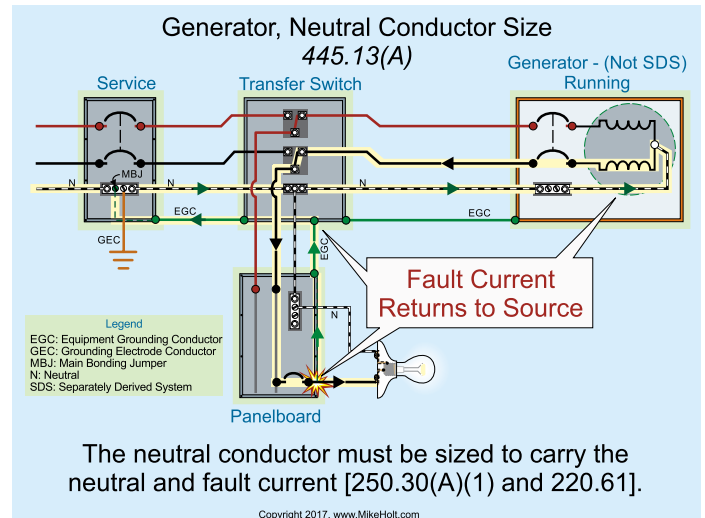 Generator, Neutral Conductor Size
445.13(A)
Service
Transfer Switch
Generator - (Not SDS)
Running
MBJ
N
N
N
EGC
EGC
GEC
EGC
Fault Current
Returns to Source
N
Legend
EGC: Equipment Grounding Conductor
GEC: Grounding Electrode Conductor
MBJ: Main Bonding Jumper
N: Neutral
SDS: Separately Derived System
Panelboard
The neutral conductor must be sized to carry the
neutral and fault current [250.30(A)(1) and 220.61].
Copyright 2017, www.MikeHolt.com